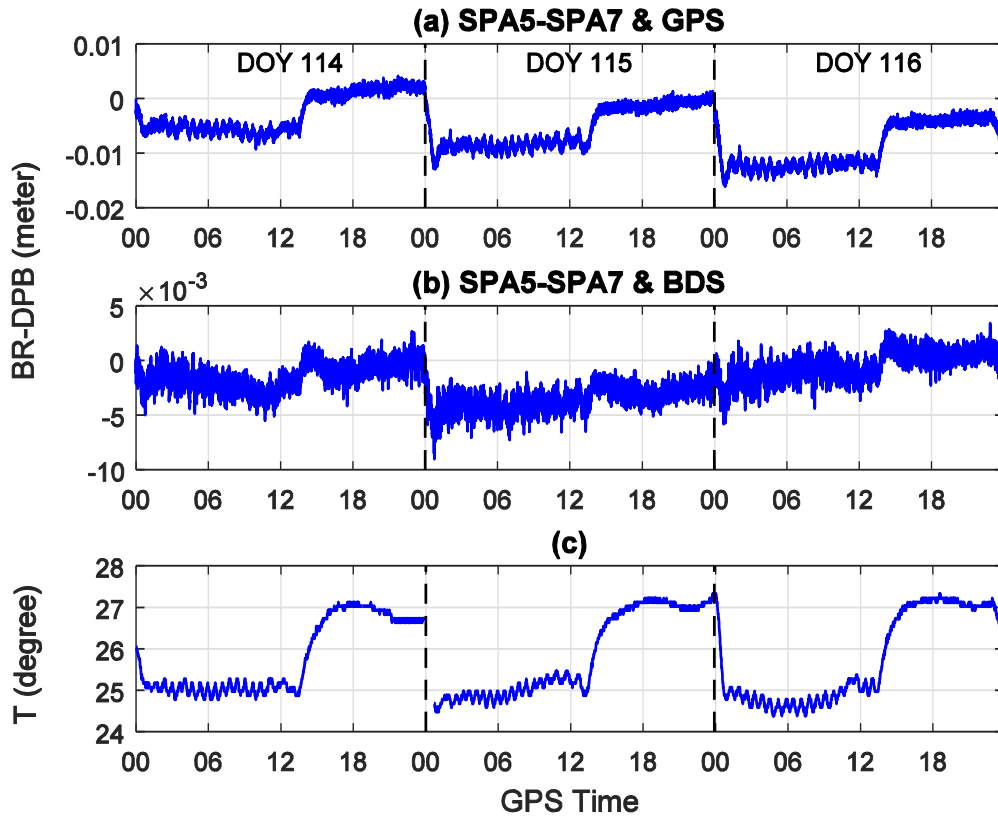 (a) SPA5-SPA7 & GPS
0.01
DOY 114 DOY 115 DOY 116
0
-0.01
-0.02
00 06 12 18 00 06 12 18 00 06 12 18
BR-DPB (meter)
(b) SPA5-SPA7 & BDS
×10⁻³
5
0
-5
-10
00 06 12 18 00 06 12 18 00 06 12 18
(c)
28
27
26
25
24
T (degree)
00 06 12 18 00 06 12 18 00 06 12 18
GPS Time